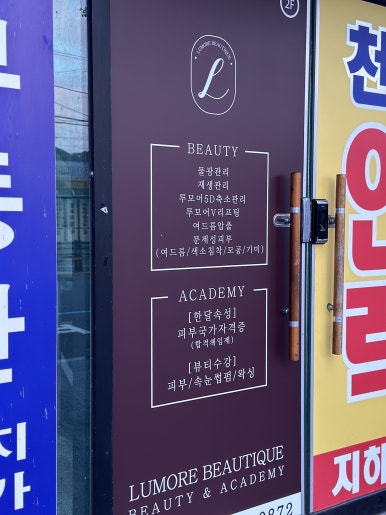 2F
LUMORE BEAUTIQUE
L
BEAUTY
물광관리
재생관리
루모어5D축소관리
루모어V리프팅
여드름압출
문제성피부
(여드름/색소침착/모공/기미)
ACADEMY
[한달속성]
피부국가자격증
(합격책임제)
[뷰티수강]
피부/속눈썹펌/왁싱
LUMORE BEAUTIQUE
BEAUTY & ACADEMY
0872
천
지하